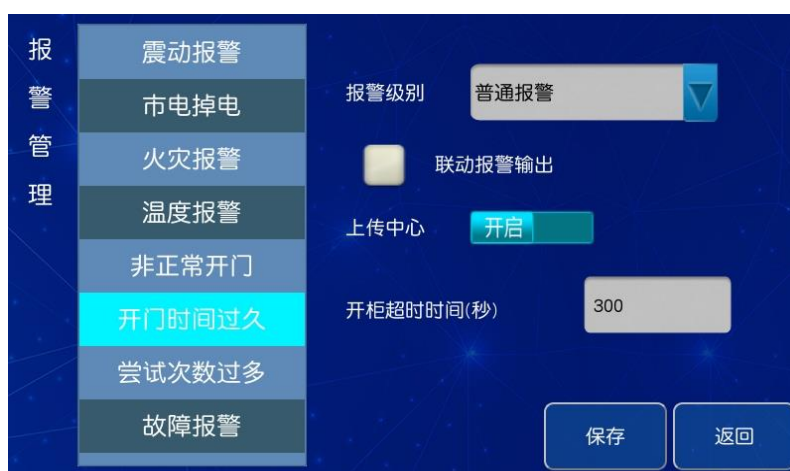 报警管理
震动报警
市电掉电
火灾报警
温度报警
非正常开门
开门时间过久
尝试次数过多
故障报警
报警级别 普通报警
联动报警输出
上传中心 开启
开柜超时时间(秒) 300
保存 返回